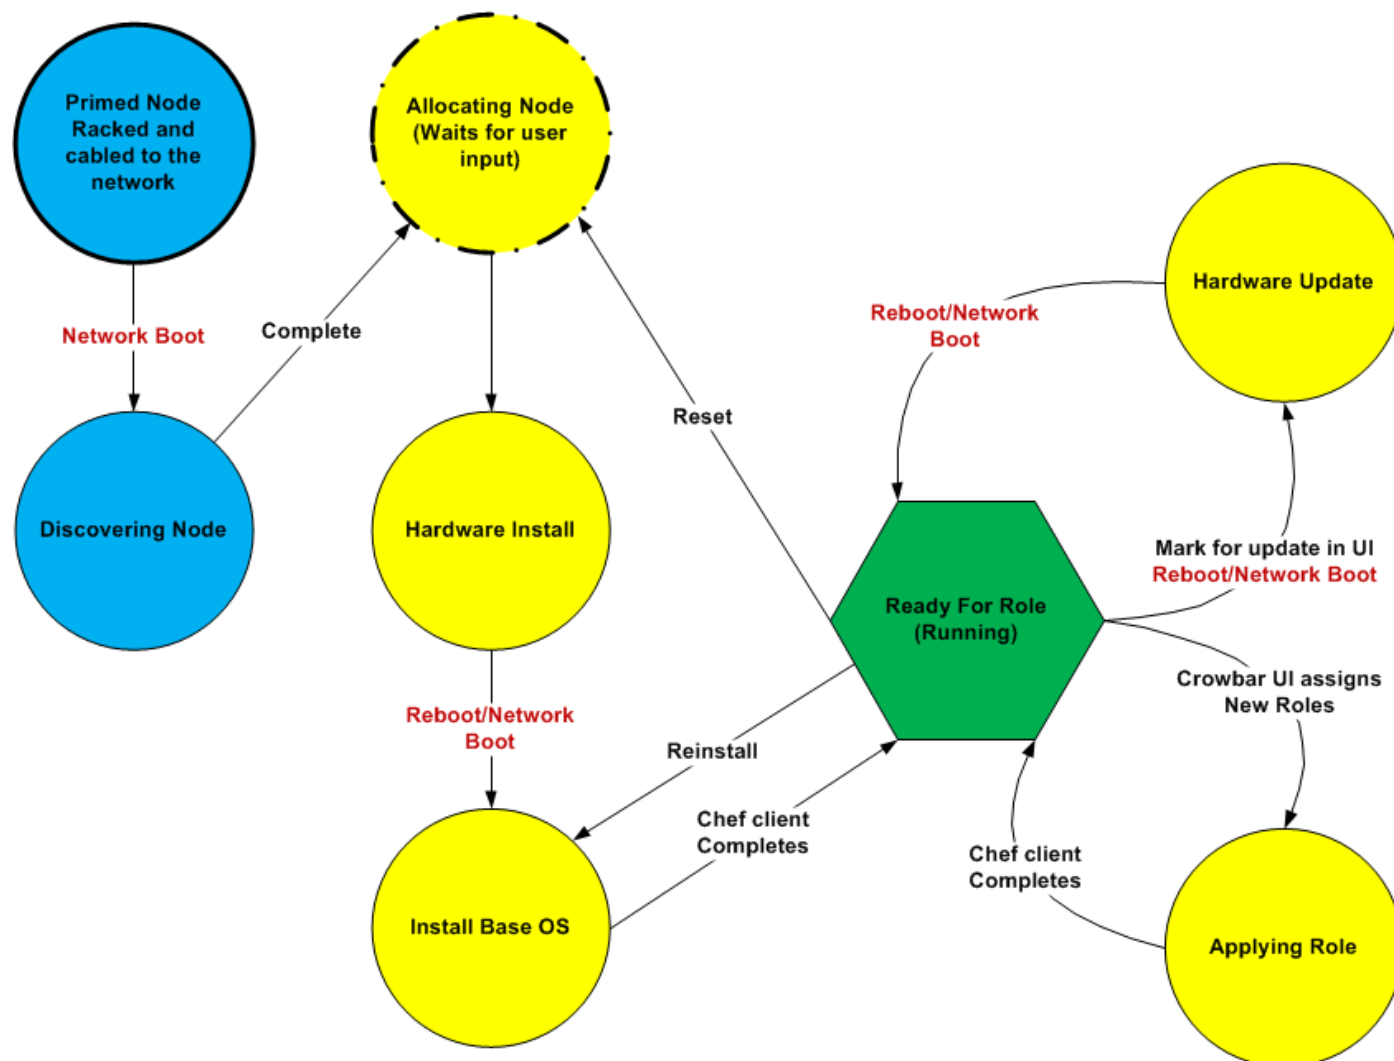 Primed Node
Racked and
cabled to the
network
Allocating Node
(Waits for user
input)
Hardware Update
Network Boot
Complete
Reboot/Network
Boot
Reset
Discovering Node
Hardware Install
Mark for update in UI
Reboot/Network Boot
Ready For Role
(Running)
Crowbar UI assigns
New Roles
Reboot/Network
Boot
Reinstall
Chef client
Completes
Chef client
Completes
Install Base OS
Applying Role